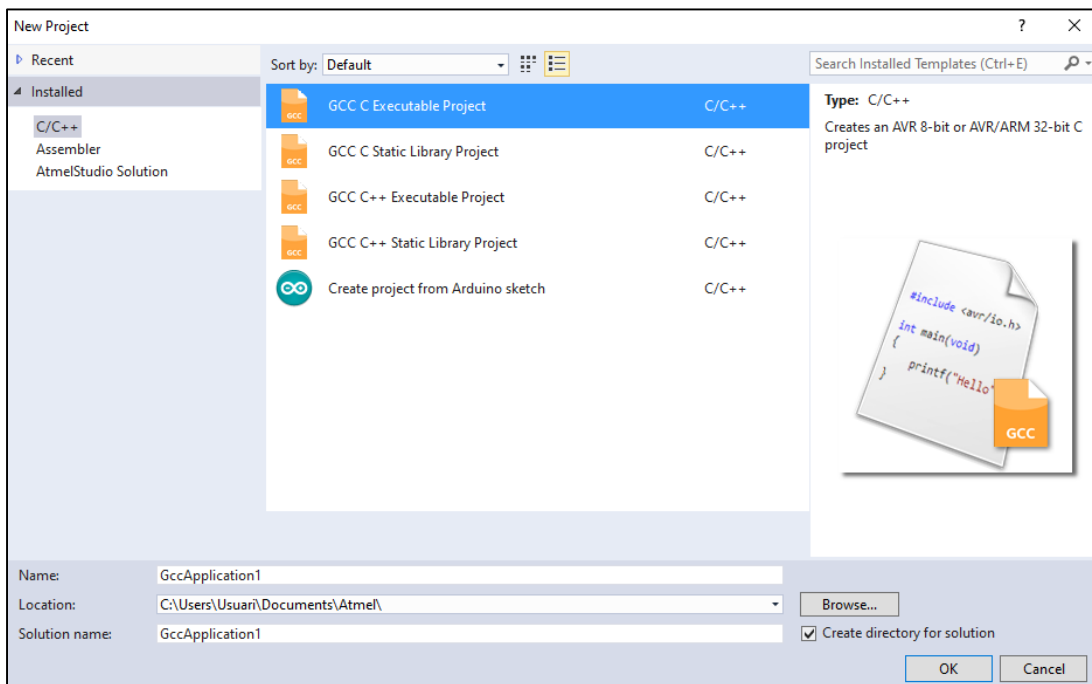 New Project
?
Recent
Installed
C/C++
Assembler
AtmelStudio Solution
Sort by: Default
GCC C Executable Project C/C++
GCC C Static Library Project C/C++
GCC C++ Executable Project C/C++
GCC C++ Static Library Project C/C++
Create project from Arduino sketch C/C++
Search Installed Templates (Ctrl+E)
Type: C/C++
Creates an AVR 8-bit or AVR/ARM 32-bit C
project
#include <avr/io.h>
int main(void)
{
printf("Hello"
}
GCC
Name: GccApplication1
Location: C:\Users\Usuari\Documents\Atmel\
Browse...
Solution name: GccApplication1
Create directory for solution
OK Cancel